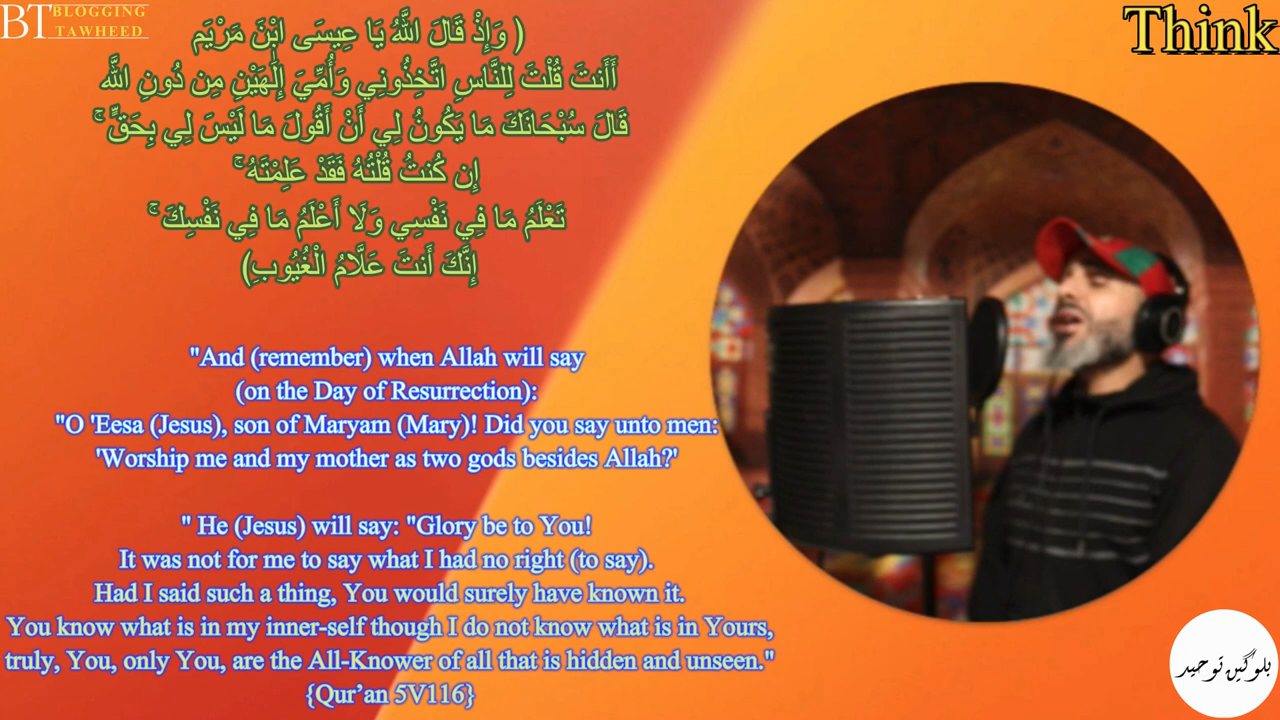 BT BLOGGING
TAWHEED
Think
( وَإِذْ قَالَ اللَّهُ يَا عِيسَى ابْنَ مَرْيَم
أَأَنتَ قُلْتَ لِلنَّاسِ اتَّخِذُونِي وَأُمِّيَ إِلَٰهَيْنِ مِن دُونِ اللَّه
قَالَ سُبْحَانَكَ مَا يَكُونُ لِي أَنْ أَقُولَ مَا لَيْسَ لِي بِحَقٍّ ۚ
إِن كُنتُ قُلْتُهُ فَقَدْ عَلِمْتَهُ ۚ
تَعْلَمُ مَا فِي نَفْسِي وَلَا أَعْلَمُ مَا فِي نَفْسِكَ ۚ
إِنَّكَ أَنتَ عَلَّامُ الْغُيُوبِ)
"And (remember) when Allah will say
(on the Day of Resurrection):
"O 'Eesa (Jesus), son of Maryam (Mary)! Did you say unto men:
'Worship me and my mother as two gods besides Allah?'
" He (Jesus) will say: "Glory be to You!
It was not for me to say what I had no right (to say).
Had I said such a thing, You would surely have known it.
You know what is in my inner-self though I do not know what is in Yours,
truly, You, only You, are the All-Knower of all that is hidden and unseen."
{Qur’an 5V116}
بلوگیں توحید